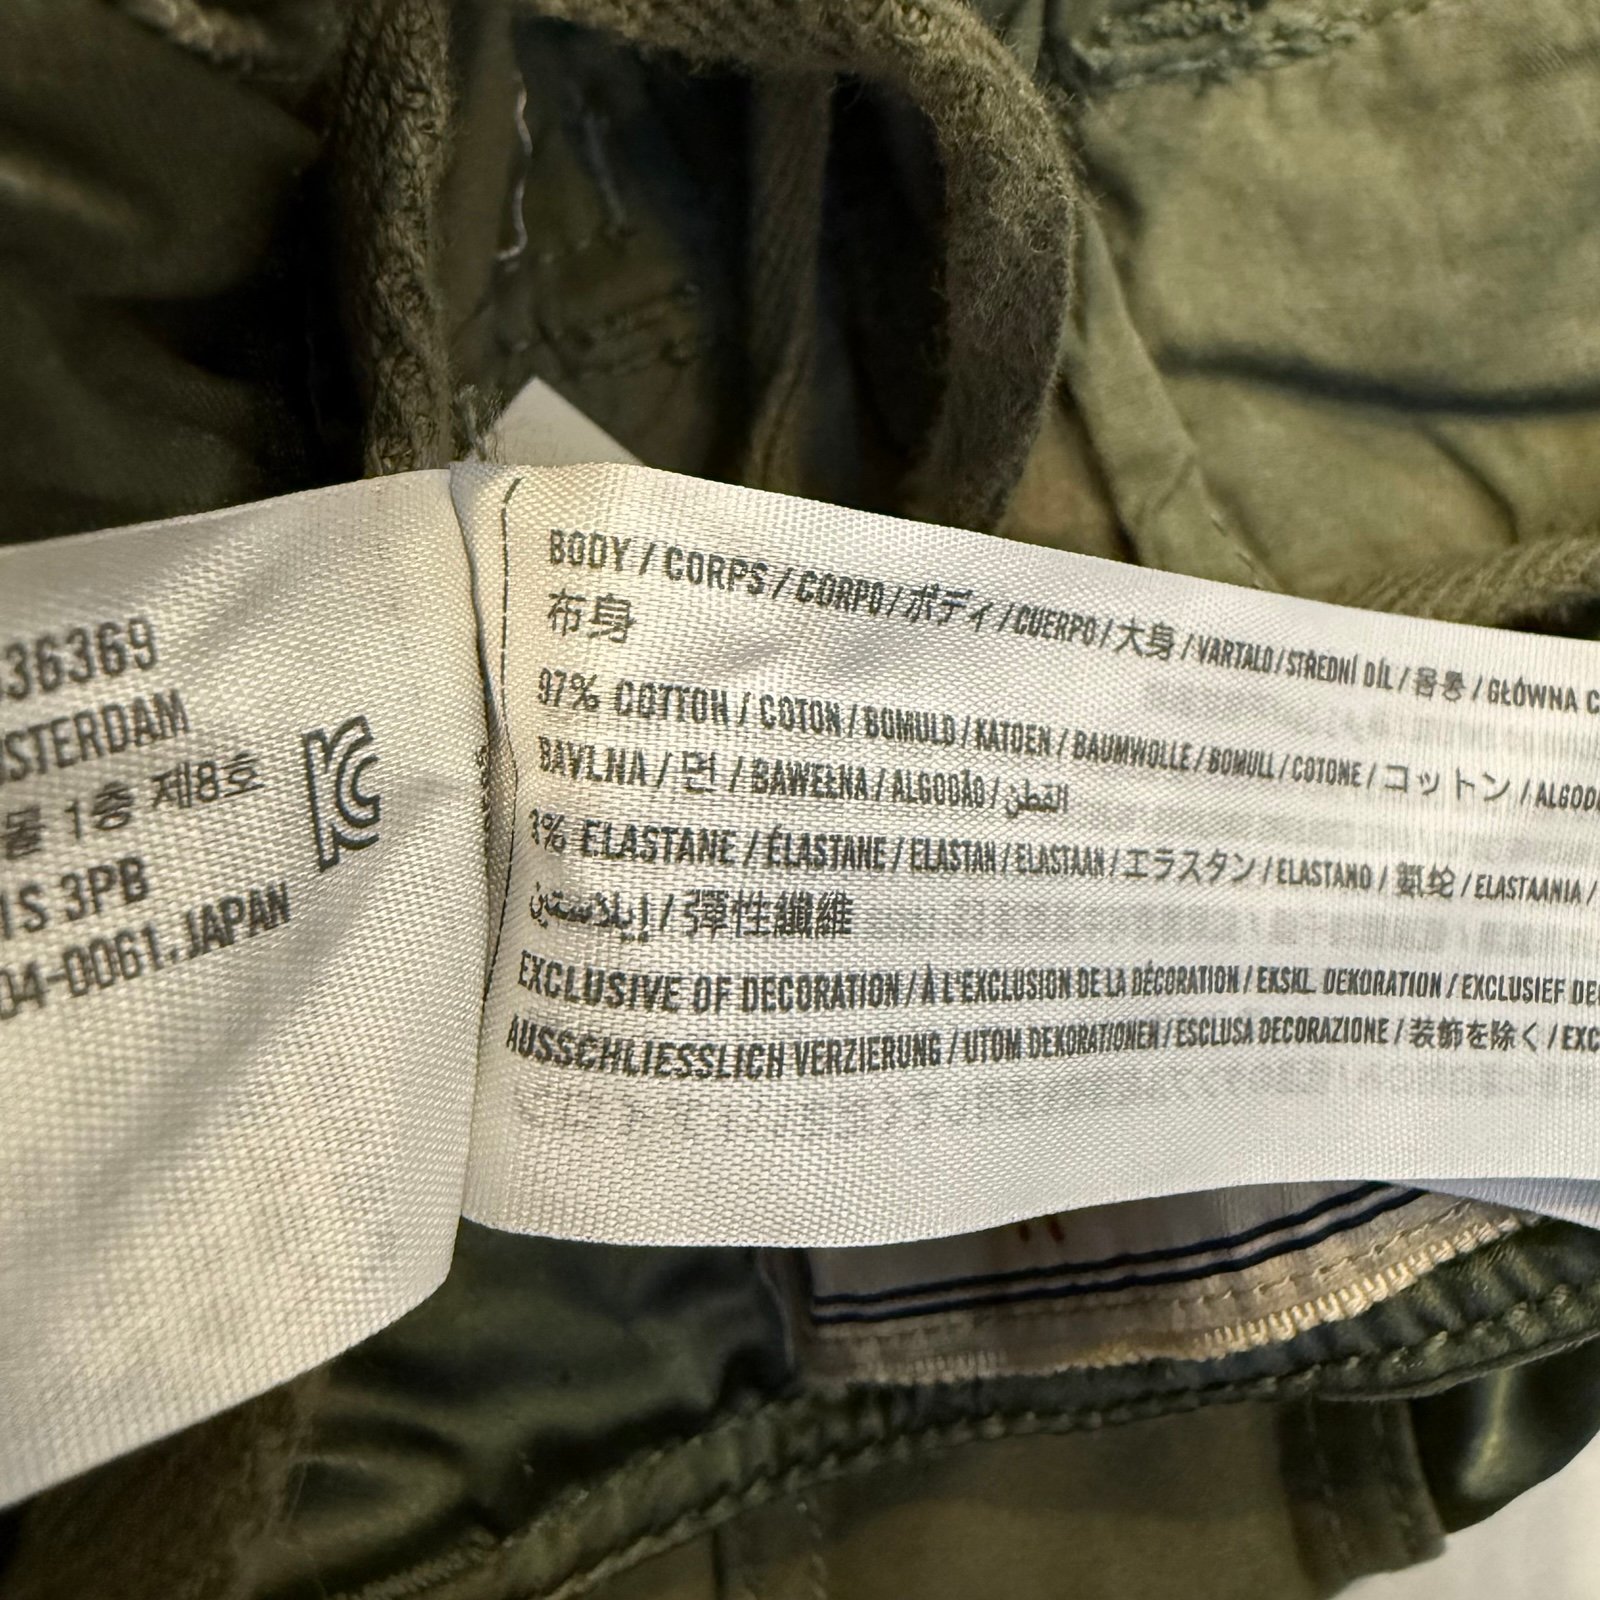 36369
STERDAM
물 1층 제8호
1S 3PB
04-0061, JAPAN
BODY / CORPS / CORPO / ボディ / CUERPO / 大身 / VARTALO / STŘEDNÍ DÍL / 몸통 / GŁÓWNA C
布身
97% COTTON / COTON / BOMULD / KATOEN / BAUMWOLLE / BOMULL / COTONE / コットン / ALGOD
BAVLNA / 면 / BAWEŁNA / ALGODÃO / القطن
3% ELASTANE / ÉLASTANE / ELASTAN / ELASTAAN / エラスタン / ELASTANO / 氨纶 / ELASTAANIA /
إيلاستين / 彈性纖維
EXCLUSIVE OF DECORATION / À L'EXCLUSION DE LA DÉCORATION / EKSKL. DEKORATION / EXCLUSIEF DE
AUSSCHLIESSLICH VERZIERUNG / UTOM DEKORATIONEN / ESCLUSA DECORAZIONE / 装飾を除く / EXC